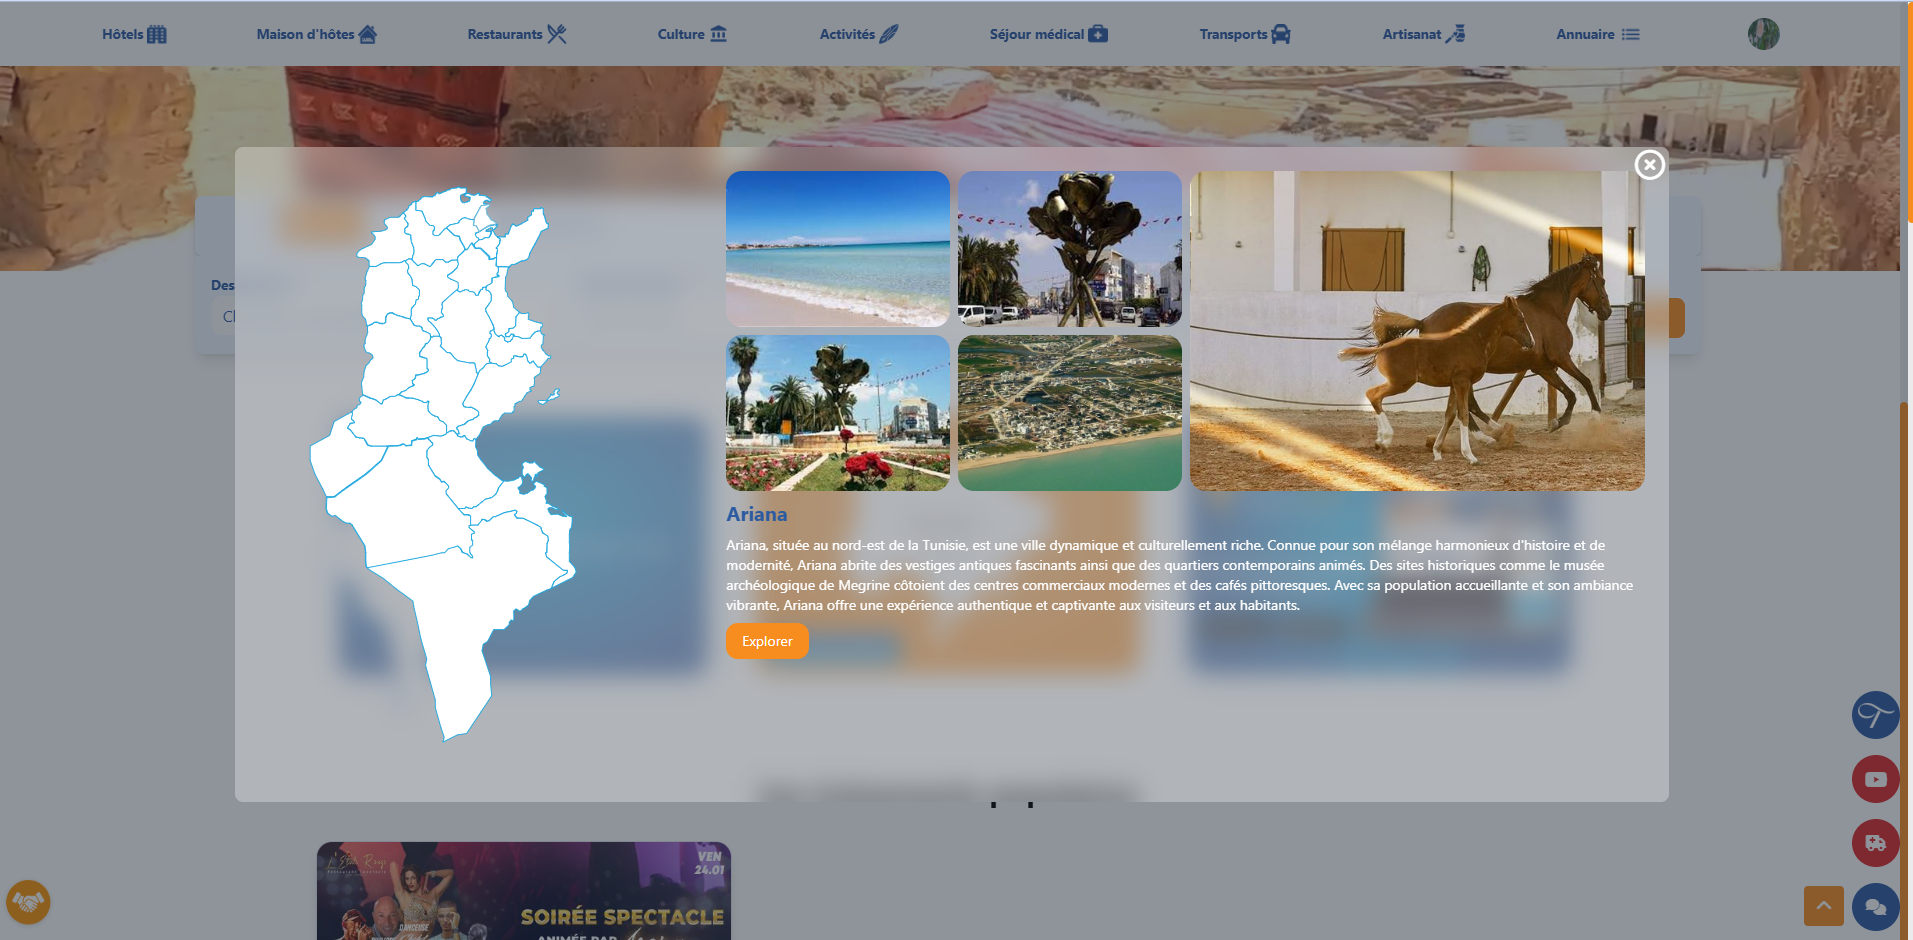 Hôtels
Maison d'hôtes
Restaurants
Culture
Activités
Séjour médical
Transports
Artisanat
Annuaire
Ariana
Ariana, située au nord-est de la Tunisie, est une ville dynamique et culturellement riche. Connue pour son mélange harmonieux d'histoire et de
modernité, Ariana abrite des vestiges antiques fascinants ainsi que des quartiers contemporains animés. Des sites historiques comme le musée
archéologique de Megrine côtoient des centres commerciaux modernes et des cafés pittoresques. Avec sa population accueillante et son ambiance
vibrante, Ariana offre une expérience authentique et captivante aux visiteurs et aux habitants.
Explorer
VEN
24.01
SOIRÉE SPECTACLE
ANIMÉE PAR
DANSEUSE